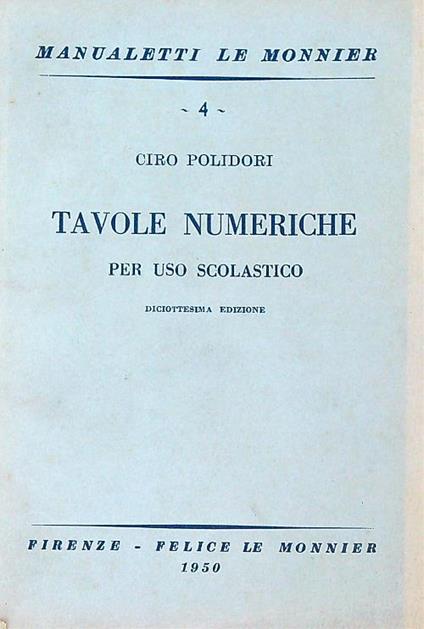 MANUALETTI LE MONNIER
~ 4 ~
CIRO POLIDORI
TAVOLE NUMERICHE
PER USO SCOLASTICO
DICIOTTESIMA EDIZIONE
FIRENZE - FELICE LE MONNIER
1950